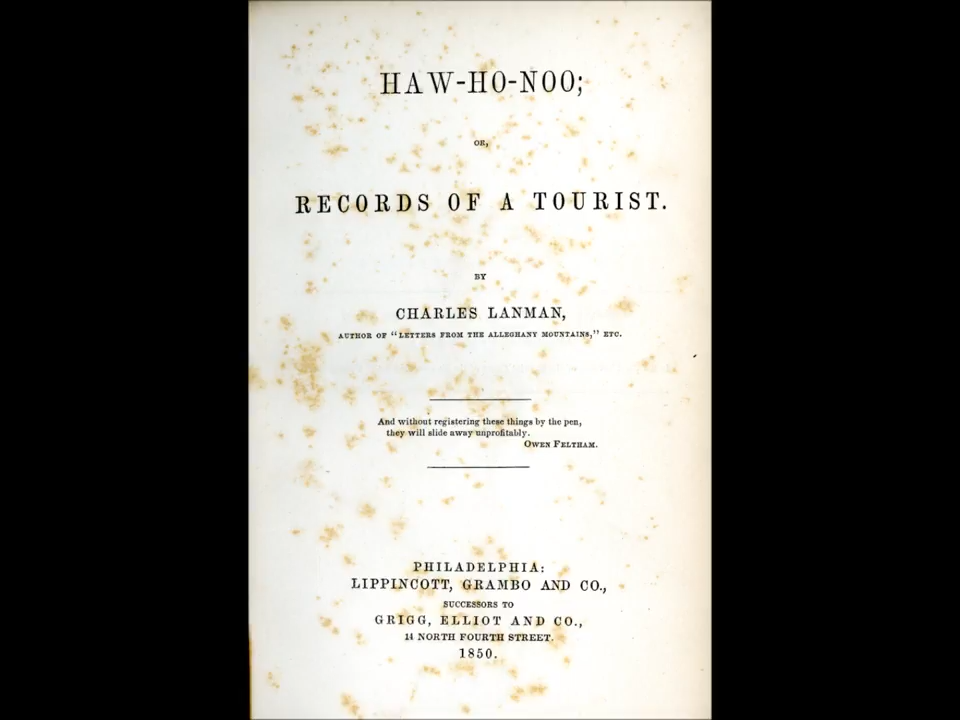 HAW-HO-NOO;
OR,
RECORDS OF A TOURIST.
BY
CHARLES LANMAN,
AUTHOR OF "LETTERS FROM THE ALLEGHANY MOUNTAINS," ETC.
And without registering these things by the pen,
they will slide away unprofitably.
OWEN FELTHAM.
PHILADELPHIA:
LIPPINCOTT, GRAMBO AND CO.,
SUCCESSORS TO
GRIGG, ELLIOT AND CO.,
14 NORTH FOURTH STREET.
1850.